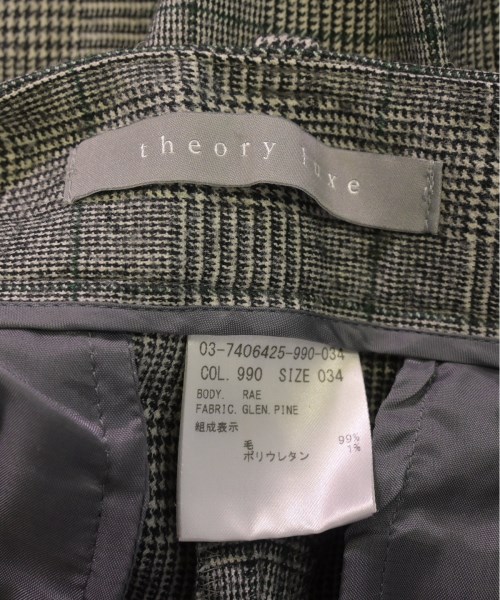 theory luxe
03-7406425-990-034
COL. 990 SIZE 034
BODY. RAE
FABRIC. GLEN. PINE
組成表示
毛 99%
ポリウレタン 1%